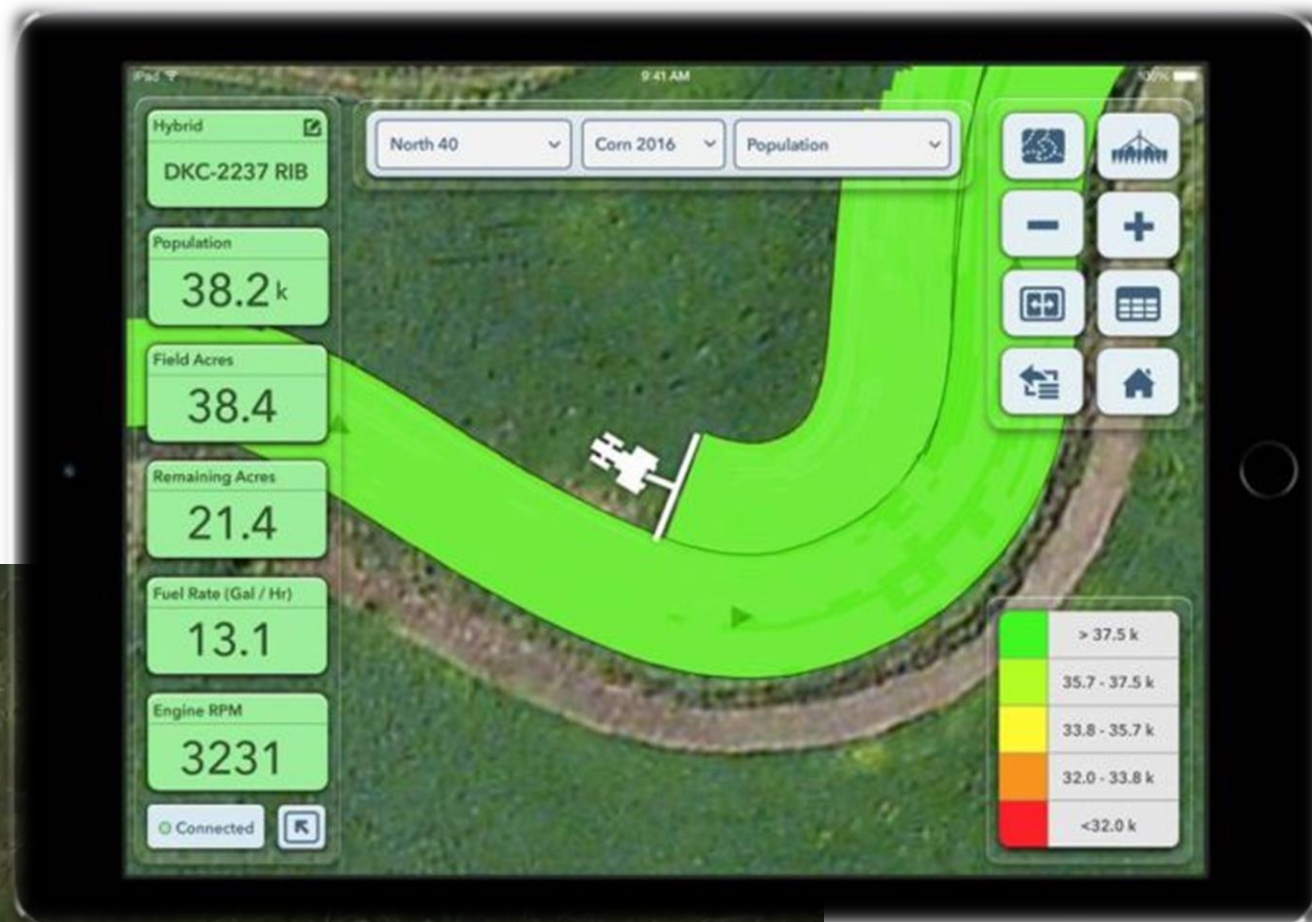 iPad
9:41 AM
100%
Hybrid
DKC-2237 RIB
Population
38.2 k
Field Acres
38.4
Remaining Acres
21.4
Fuel Rate (Gal / Hr)
13.1
Engine RPM
3231
Connected
North 40
Corn 2016
Population
> 37.5 k
35.7 - 37.5 k
33.8 - 35.7 k
32.0 - 33.8 k
<32.0 k